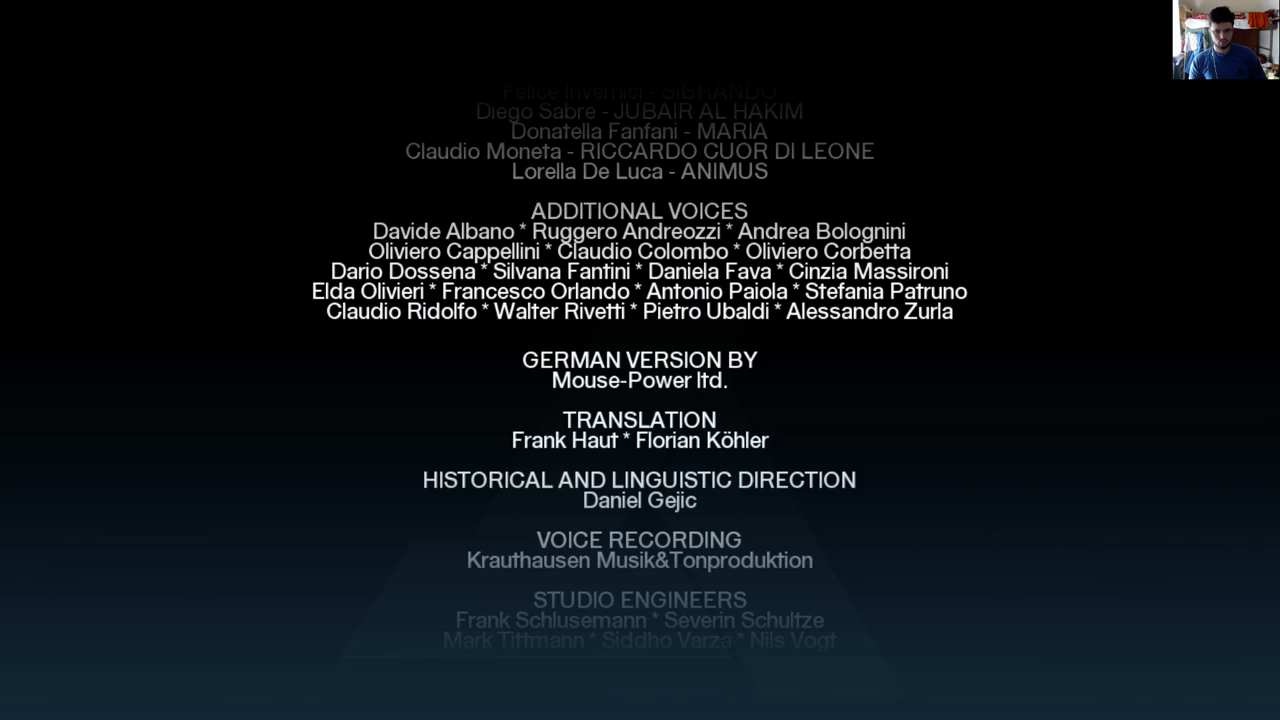 Felice Invernici - SIBRANDO
Diego Sabre - JUBAIR AL HAKIM
Donatella Fanfani - MARIA
Claudio Moneta - RICCARDO CUOR DI LEONE
Lorella De Luca - ANIMUS
ADDITIONAL VOICES
Davide Albano * Ruggero Andreozzi * Andrea Bolognini
Oliviero Cappellini * Claudio Colombo * Oliviero Corbetta
Dario Dossena * Silvana Fantini * Daniela Fava * Cinzia Massironi
Elda Olivieri * Francesco Orlando * Antonio Paiola * Stefania Patruno
Claudio Ridolfo * Walter Rivetti * Pietro Ubaldi * Alessandro Zurla
GERMAN VERSION BY
Mouse-Power ltd.
TRANSLATION
Frank Haut * Florian Köhler
HISTORICAL AND LINGUISTIC DIRECTION
Daniel Gejic
VOICE RECORDING
Krauthausen Musik&Tonproduktion
STUDIO ENGINEERS
Frank Schlusemann * Severin Schultze
Mark Tittmann * Siddho Varza * Nils Vogt